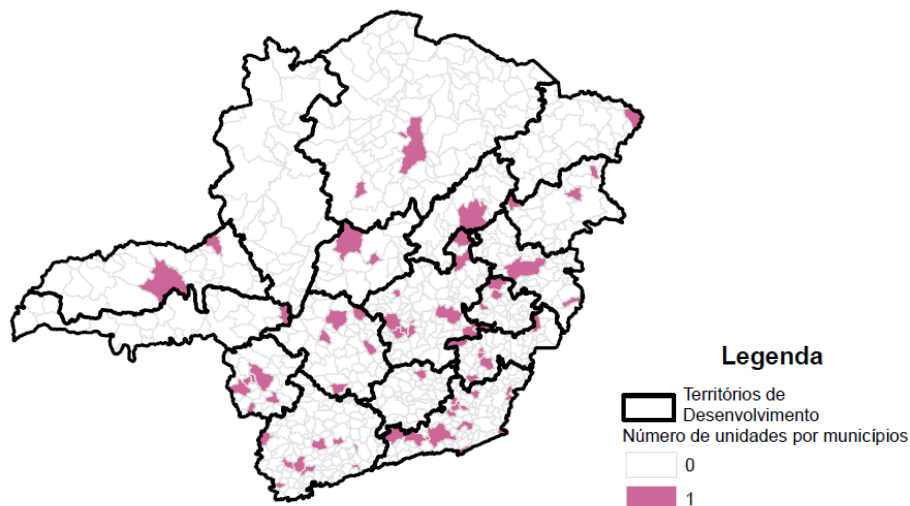 Legenda
Territórios de
Desenvolvimento
Número de unidades por municípios
0
1